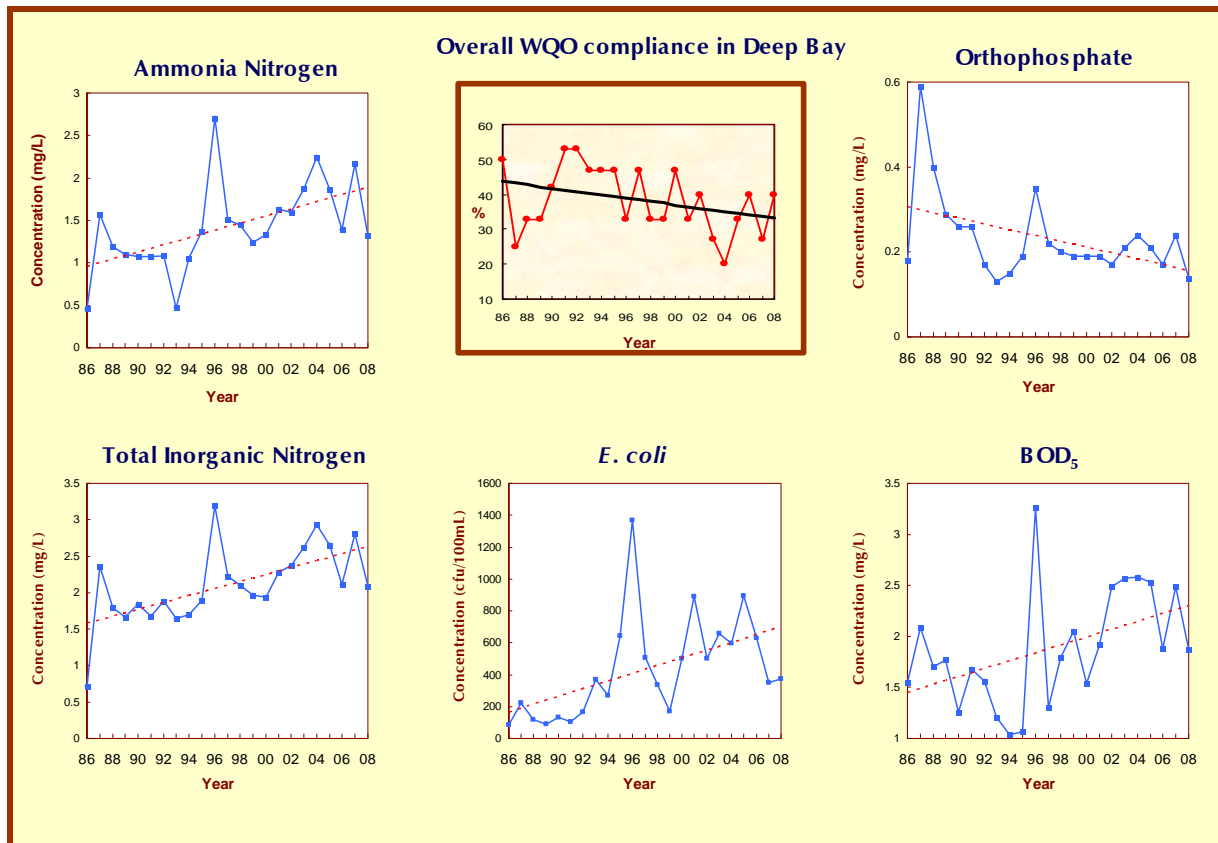 Overall WQO compliance in Deep Bay
Ammonia Nitrogen
Concentration (mg/L)
3
2.5
2
1.5
1
0.5
0
86 88 90 92 94 96 98 00 02 04 06 08
Year
%
60
50
40
30
20
10
86 88 90 92 94 96 98 00 02 04 06 08
Year
Orthophosphate
Concentration (mg/L)
0.6
0.4
0.2
0
86 88 90 92 94 96 98 00 02 04 06 08
Year
Total Inorganic Nitrogen
Concentration (mg/L)
3.5
3
2.5
2
1.5
1
0.5
0
86 88 90 92 94 96 98 00 02 04 06 08
Year
E. coli
Concentration (cfu/100mL)
1600
1400
1200
1000
800
600
400
200
0
86 88 90 92 94 96 98 00 02 04 06 08
Year
BOD₅
Concentration (mg/L)
3.5
3
2.5
2
1.5
1
86 88 90 92 94 96 98 00 02 04 06 08
Year